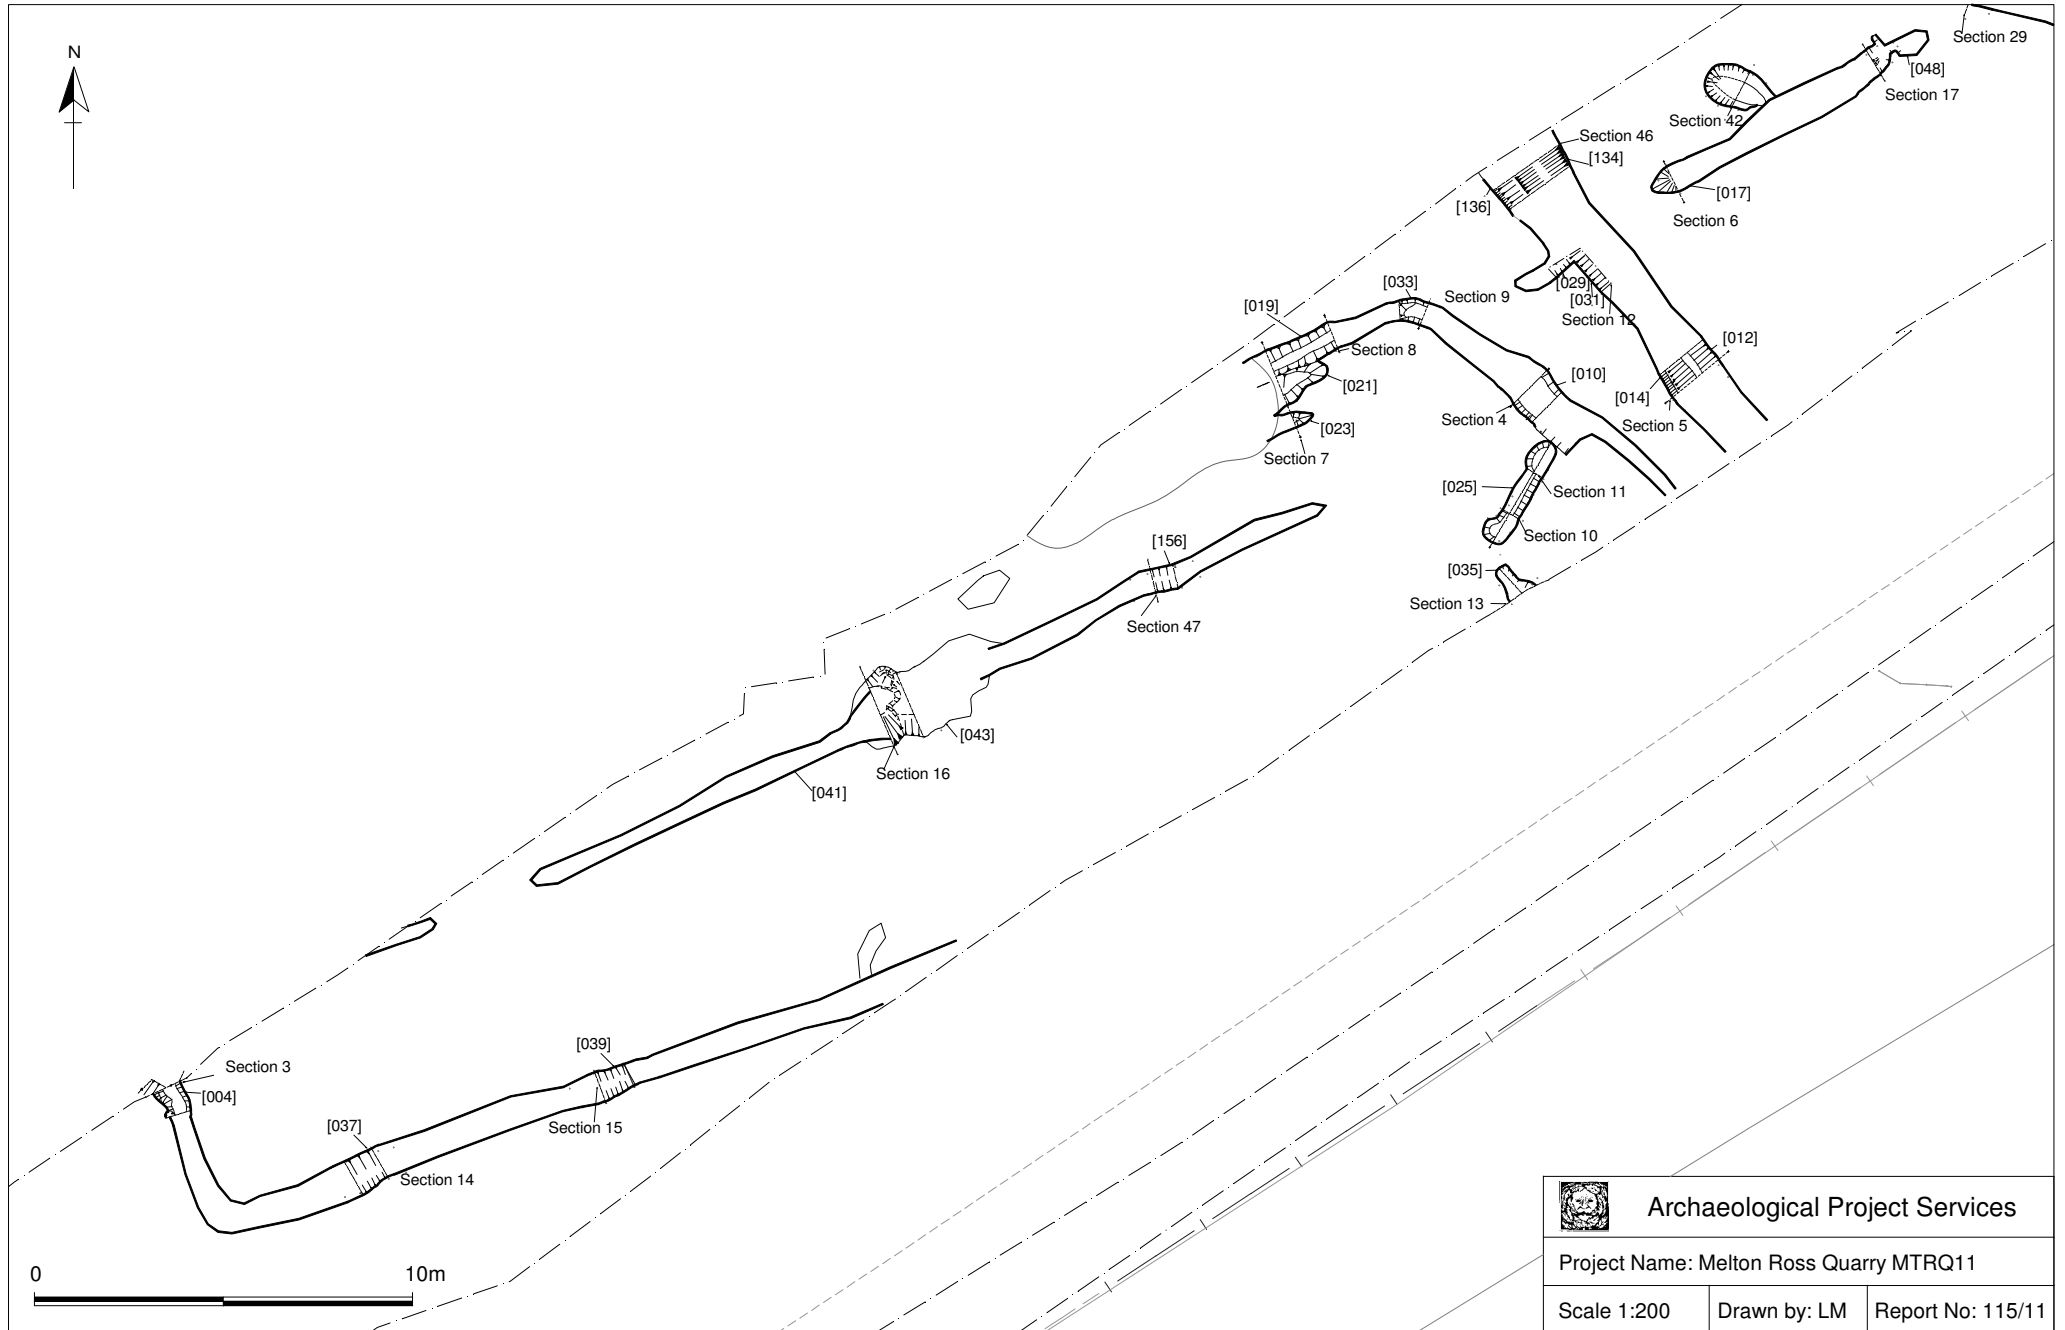 N
Section 29
[048]
Section 17
Section 42
Section 46
[134]
[017]
[136]
Section 6
[029]
[031]
Section 12
[033]
Section 9
[019]
[012]
Section 8
[021]
[010]
[014]
Section 4
Section 5
[023]
Section 7
[025]
Section 11
Section 10
[156]
[035]
Section 13
Section 47
[043]
Section 16
[041]
[039]
Section 3
[004]
[037]
Section 15
Section 14
0 10m
Archaeological Project Services
Project Name: Melton Ross Quarry MTRQ11
Scale 1:200 Drawn by: LM Report No: 115/11